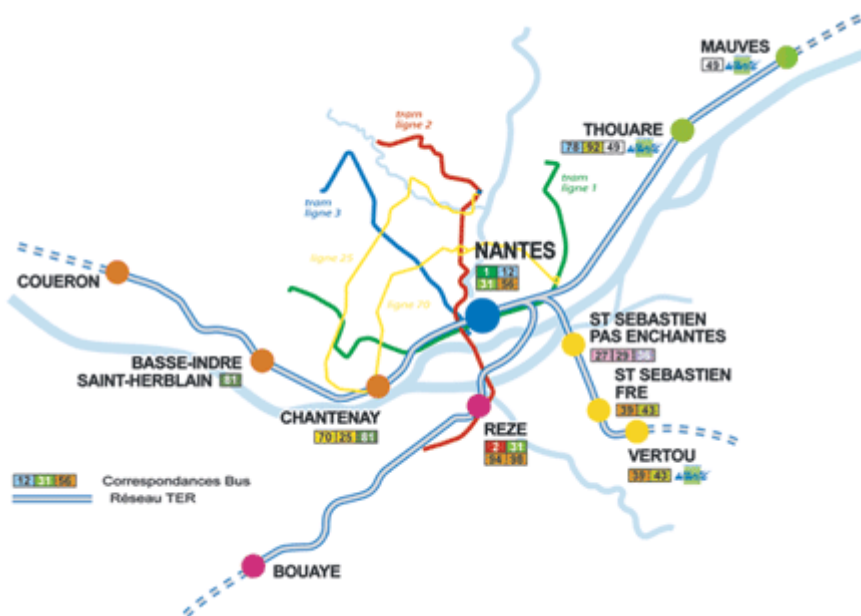 MAUVES
49
THOUARE
78 92 49
tram
ligne 2
tram
ligne 1
tram
ligne 3
ligne 25
ligne 70
NANTES
1 12
31 56
COUERON
BASSE-INDRE
SAINT-HERBLAIN 81
CHANTENAY
70 25 81
ST SEBASTIEN
PAS ENCHANTES
27 29 36
ST SEBASTIEN
FRE
39 43
VERTOU
39 43
REZE
2 31
94 98
BOUAYE
12 31 56 Correspondances Bus
Réseau TER